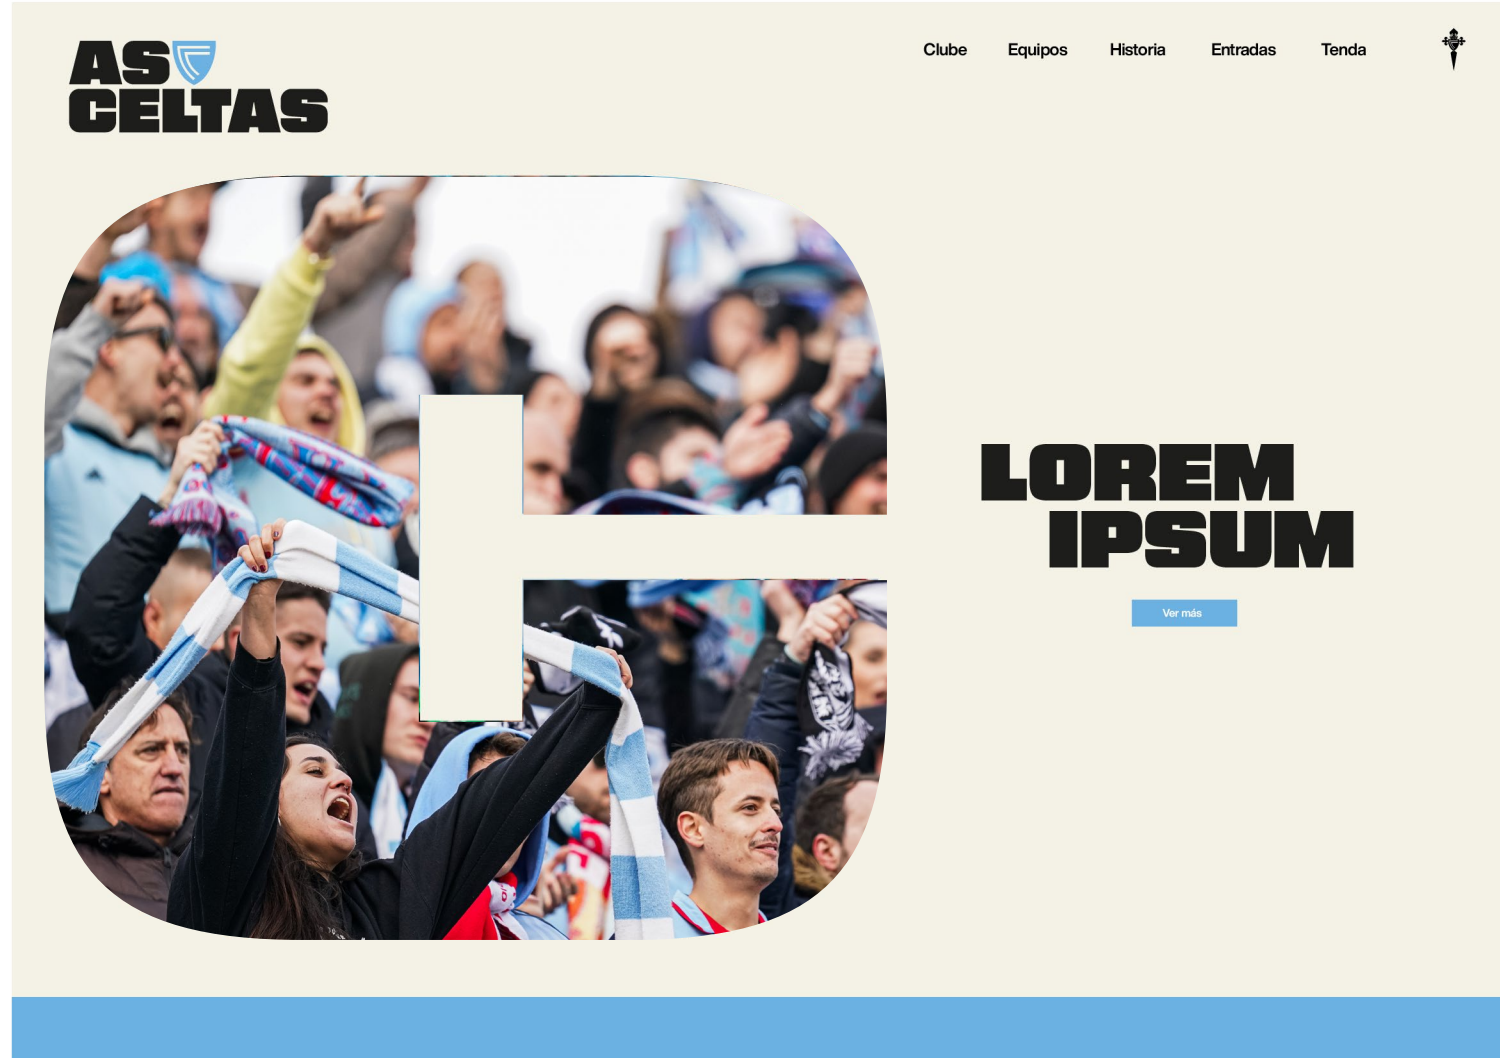 AS
CELTAS
Clube
Equipos
Historia
Entradas
Tenda
LOREM
IPSUM
Ver más